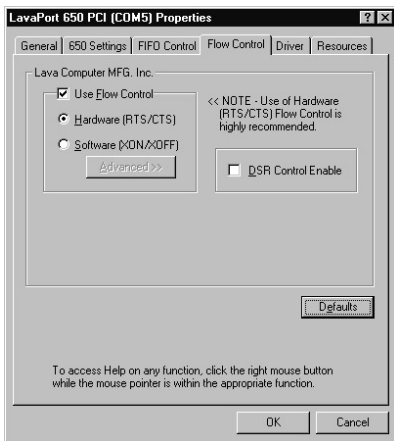 LavaPort 650 PCI (COM5) Properties
General
650 Settings
FIFO Control
Flow Control
Driver
Resources
Lava Computer MFG. Inc.
Use Flow Control
Hardware (RTS/CTS)
Software (XON/XOFF)
Advanced >>
<< NOTE - Use of Hardware
(RTS/CTS) Flow Control is
highly recommended.
DSR Control Enable
Defaults
To access Help on any function, click the right mouse button
while the mouse pointer is within the appropriate function.
OK
Cancel